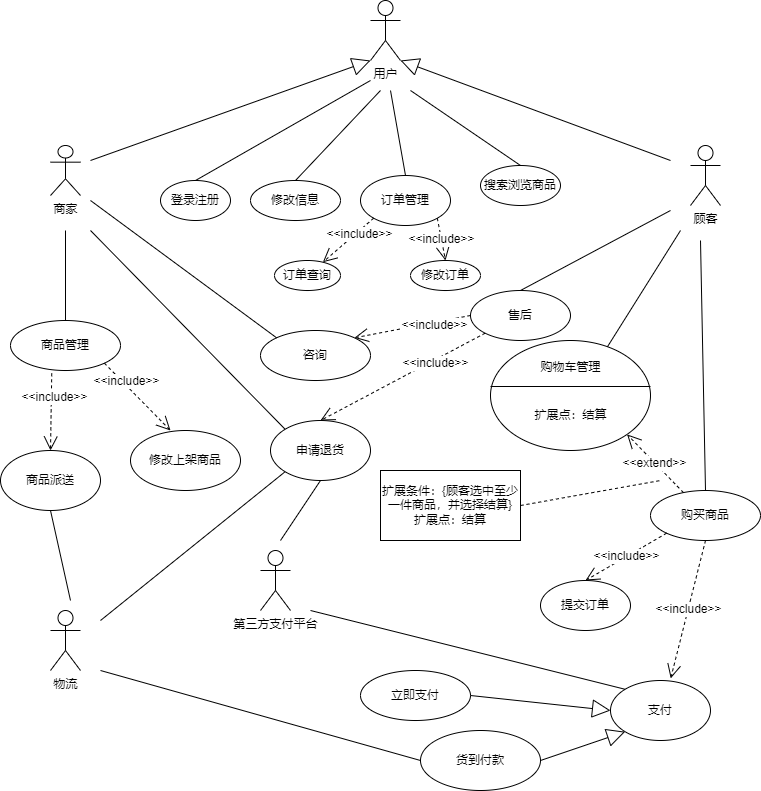 用户
商家
顾客
登录注册
修改信息
订单管理
搜索浏览商品
<<include>>
<<include>>
订单查询
修改订单
售后
<<include>>
商品管理
咨询
<<include>>
购物车管理
扩展点：结算
<<include>>
<<include>>
修改上架商品
申请退货
商品派送
<<extend>>
扩展条件：{顾客选中至少
一件商品，并选择结算}
扩展点：结算
购买商品
<<include>>
提交订单
<<include>>
第三方支付平台
物流
立即支付
支付
货到付款